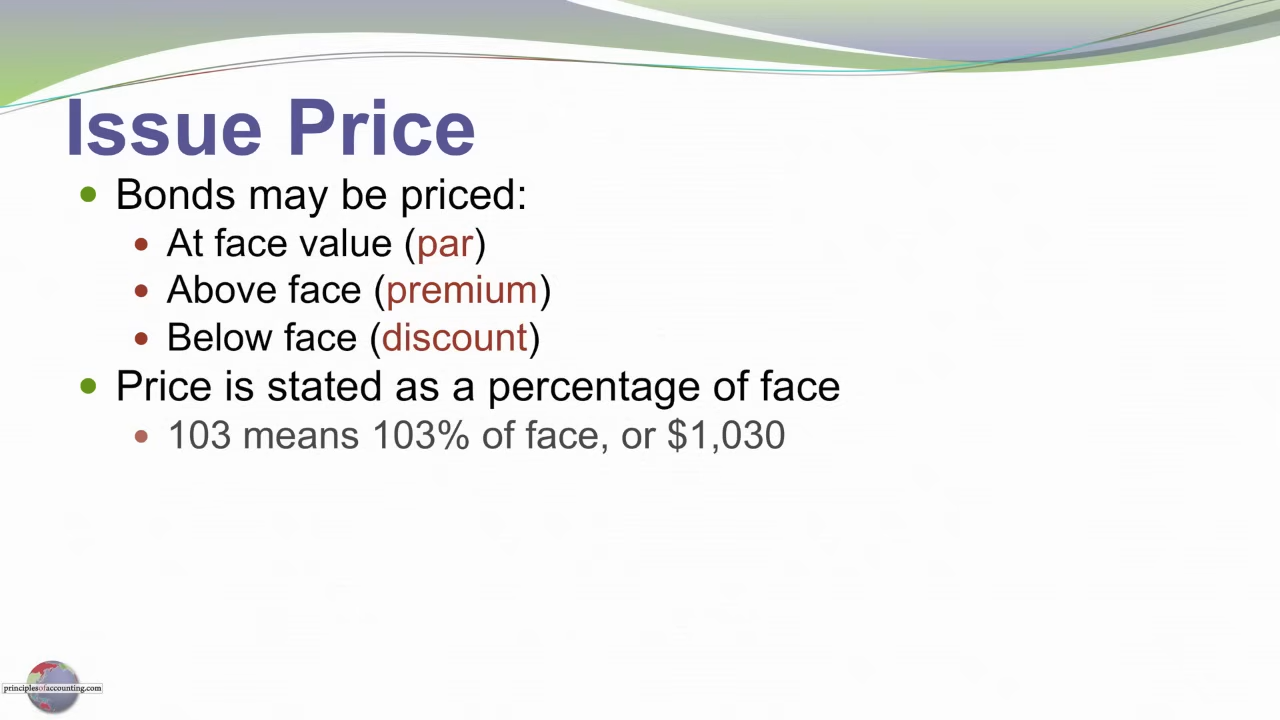 Issue Price
• Bonds may be priced:
• At face value (par)
• Above face (premium)
• Below face (discount)
• Price is stated as a percentage of face
• 103 means 103% of face, or $1,030
principlesofaccounting.com